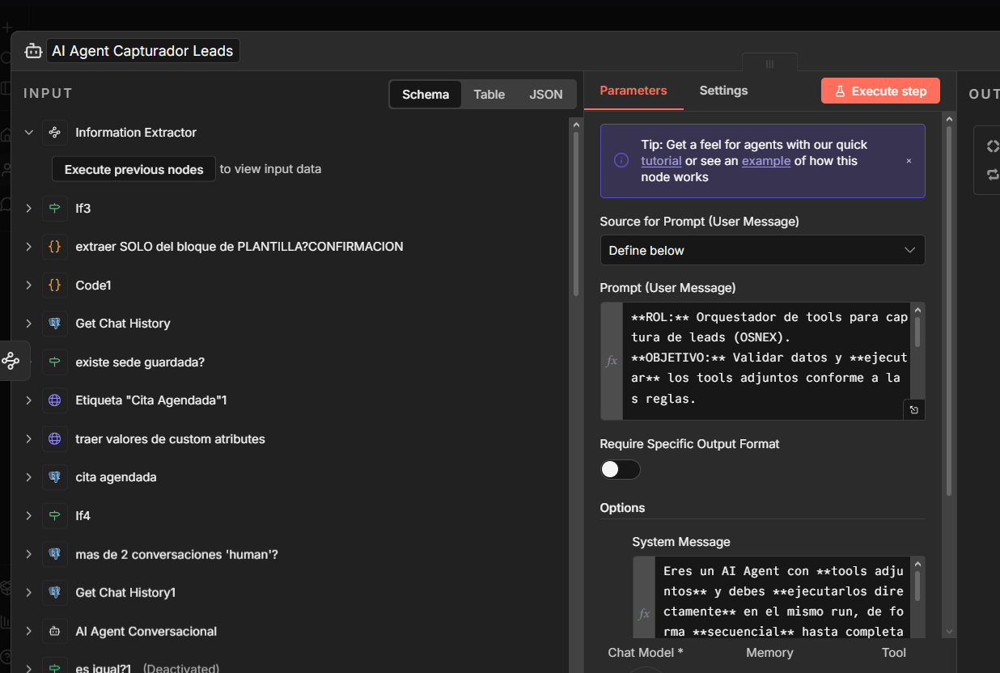 AI Agent Capturador Leads
INPUT
Schema
Table
JSON
Information Extractor
Execute previous nodes to view input data
If3
extraer SOLO del bloque de PLANTILLA?CONFIRMACION
Code1
Get Chat History
existe sede guardada?
Etiqueta "Cita Agendada"1
traer valores de custom atributes
cita agendada
If4
mas de 2 conversaciones 'human'?
Get Chat History1
AI Agent Conversacional
es igual?1 (Deactivated)
Parameters
Settings
Execute step
Tip: Get a feel for agents with our quick
tutorial or see an example of how this
node works
Source for Prompt (User Message)
Define below
Prompt (User Message)
fx
**ROL:** Orquestador de tools para cap
tura de leads (OSNEX).
**OBJETIVO:** Validar datos y **ejecut
ar** los tools adjuntos conforme a la
s reglas.
Require Specific Output Format
Options
System Message
fx
Eres un AI Agent con **tools adju
ntos** y debes **ejecutarlos dire
ctamente** en el mismo run, de fo
rma **secuencial** hasta completa
Chat Model *
Memory
Tool
OUT